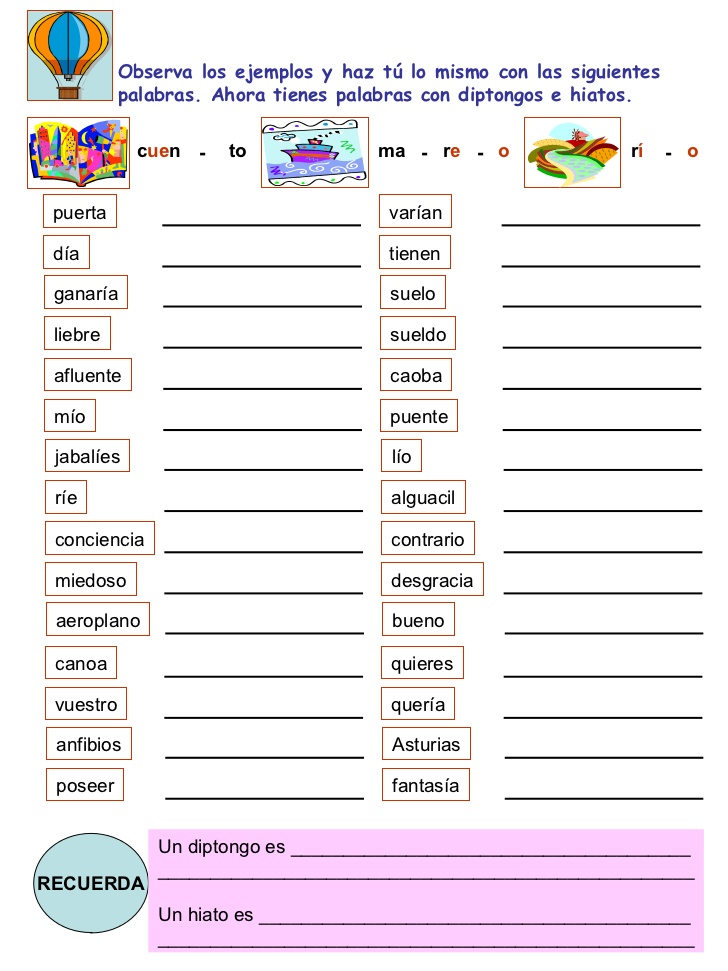 Observa los ejemplos y haz tú lo mismo con las siguientes
palabras. Ahora tienes palabras con diptongos e hiatos.
cuen - to ma - re - o rí - o
puerta varían
día tienen
ganaría suelo
liebre sueldo
afluente caoba
mío puente
jabalíes lío
ríe alguacil
conciencia contrario
miedoso desgracia
aeroplano bueno
canoa quieres
vuestro quería
anfibios Asturias
poseer fantasía
RECUERDA
Un diptongo es
Un hiato es